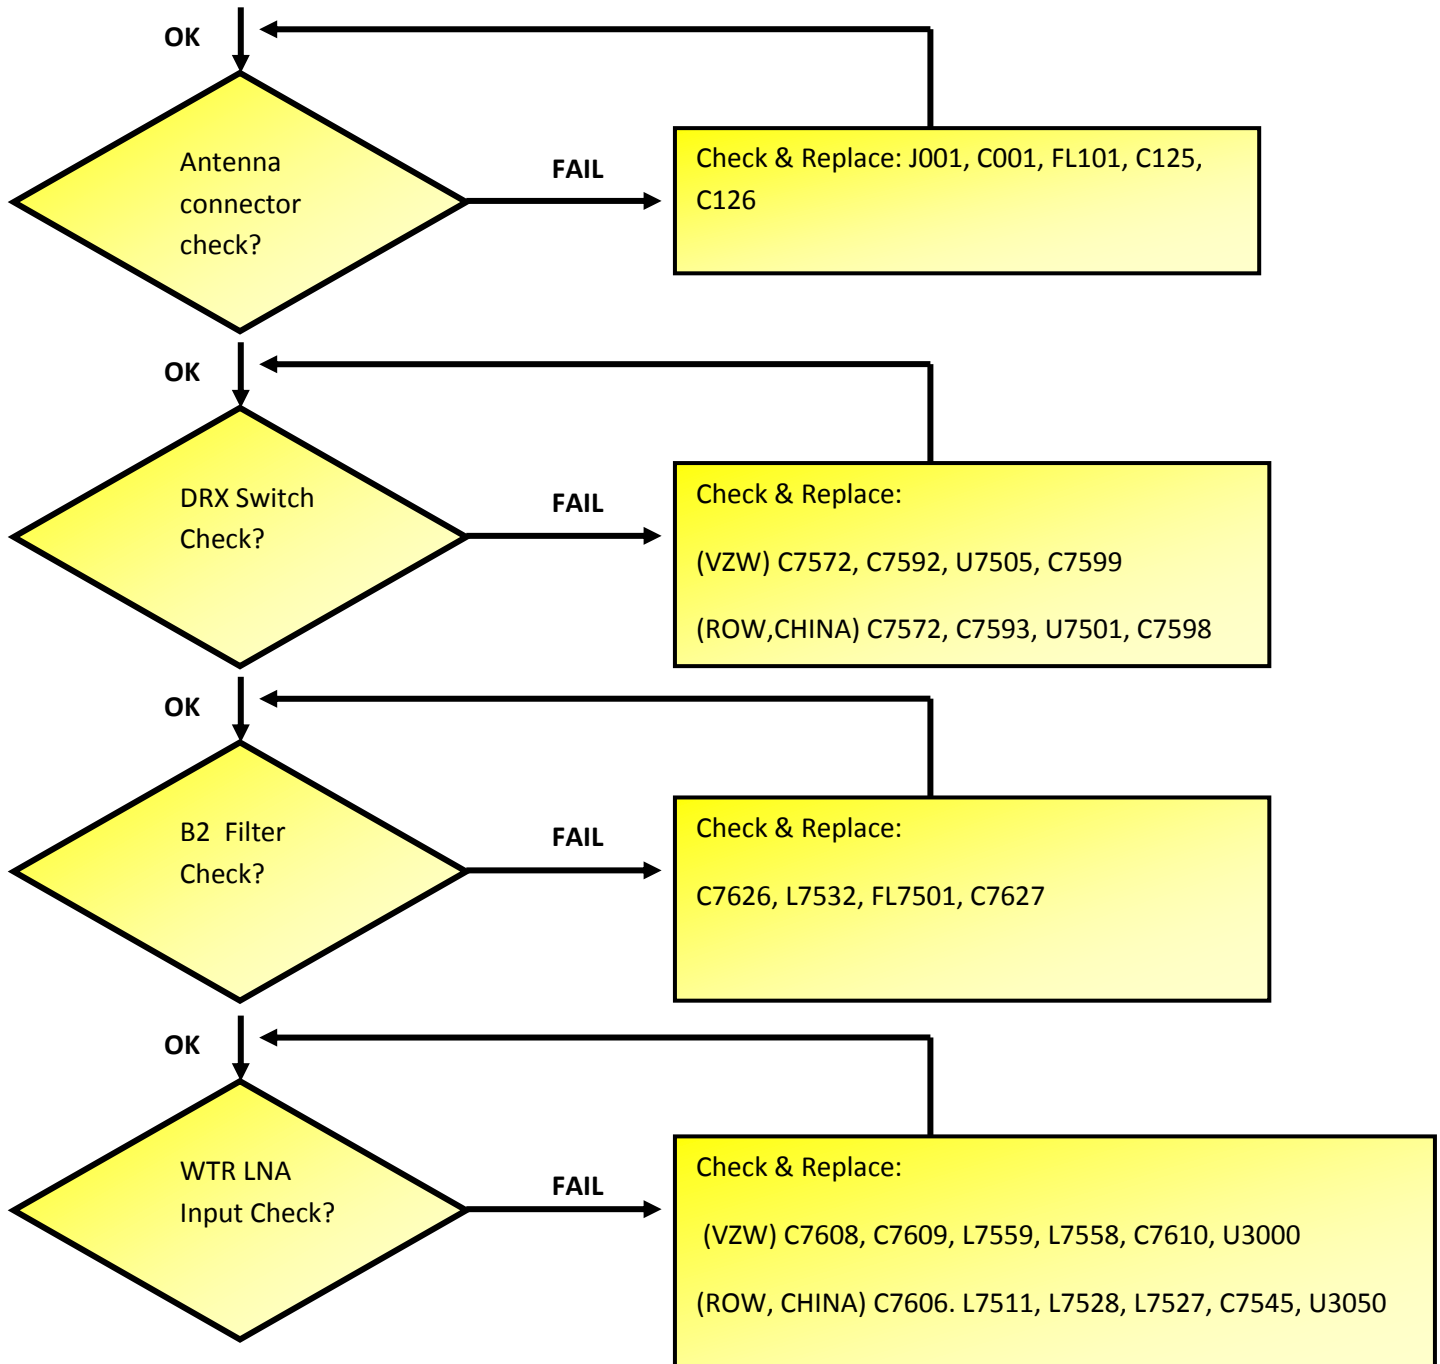 OK
Antenna
connector
check?
FAIL
Check & Replace: J001, C001, FL101, C125,
C126
OK
DRX Switch
Check?
FAIL
Check & Replace:
(VZW) C7572, C7592, U7505, C7599
(ROW,CHINA) C7572, C7593, U7501, C7598
OK
B2  Filter
Check?
FAIL
Check & Replace:
C7626, L7532, FL7501, C7627
OK
WTR LNA
Input Check?
FAIL
Check & Replace:
(VZW) C7608, C7609, L7559, L7558, C7610, U3000
(ROW, CHINA) C7606. L7511, L7528, L7527, C7545, U3050